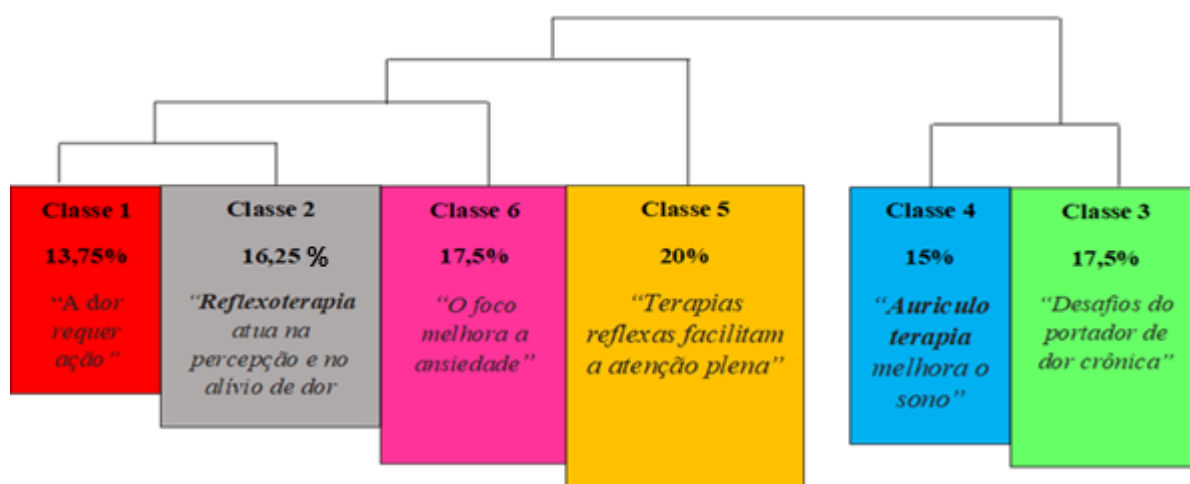 Classe 1
13,75%
“A dor
requer
ação”
Classe 2
16,25 %
“Reflexoterapia
atua na
percepção e no
alívio de dor
Classe 6
17,5%
“O foco
melhora a
ansiedade”
Classe 5
20%
“Terapias
reflexas facilitam
a atenção plena”
Classe 4
15%
“Auriculo
terapia
melhora o
sono”
Classe 3
17,5%
“Desafios do
portador de
dor crônica”